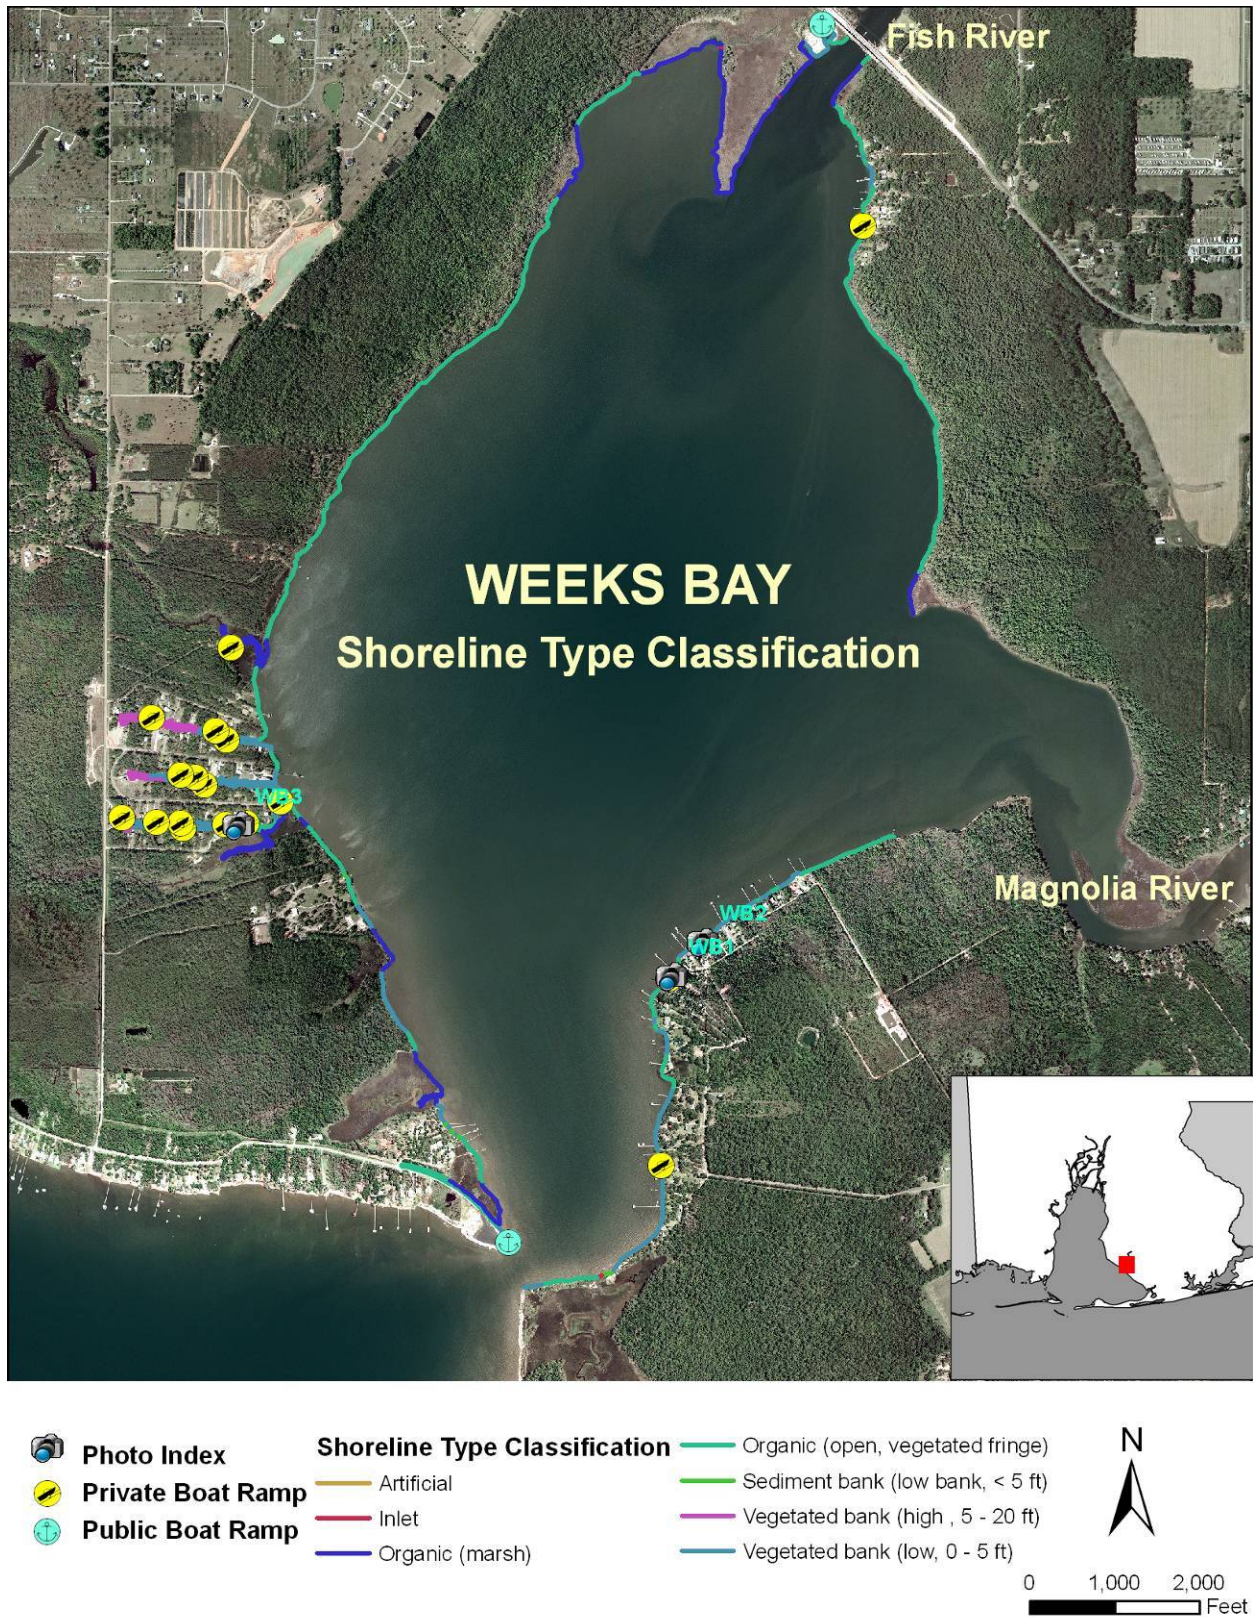 Fish River
WEEKS BAY
Shoreline Type Classification
WB3
Magnolia River
WB2
WB1
Photo Index
Private Boat Ramp
Public Boat Ramp
Shoreline Type Classification
Artificial
Inlet
Organic (marsh)
Organic (open, vegetated fringe)
Sediment bank (low bank, < 5 ft)
Vegetated bank (high , 5 - 20 ft)
Vegetated bank (low, 0 - 5 ft)
N
0 1,000 2,000
Feet